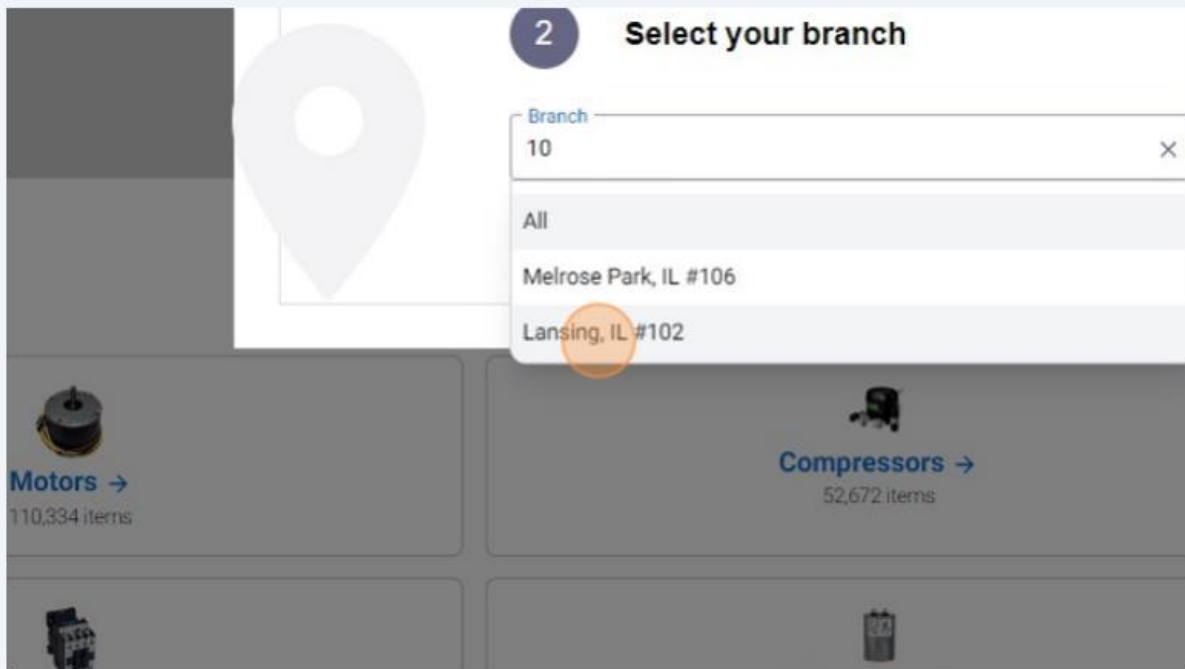 2 Select your branch
Branch
10
All
Melrose Park, IL #106
Lansing, IL #102
Motors →
110,334 items
Compressors →
52,672 items